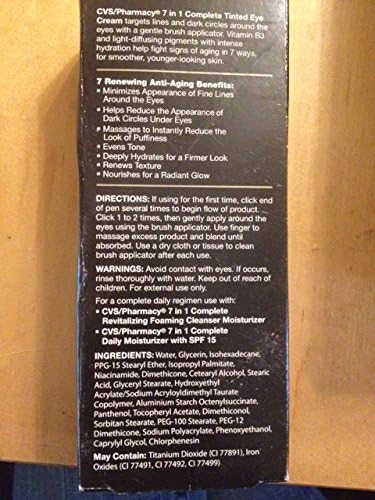 CVS/Pharmacy® 7 in 1 Complete Tinted Eye
Cream targets lines and dark circles around the
eyes with a gentle brush applicator. Vitamin B3
and light-diffusing pigments with intense
hydration help fight signs of aging in 7 ways,
for smoother, younger-looking skin.
7 Renewing Anti-Aging Benefits:
• Minimizes Appearance of Fine Lines
Around the Eyes
• Helps Reduce the Appearance of
Dark Circles Under Eyes
• Massages to Instantly Reduce the
Look of Puffiness
• Evens Tone
• Deeply Hydrates for a Firmer Look
• Renews Texture
• Nourishes for a Radiant Glow
DIRECTIONS: If using for the first time, click end
of pen several times to begin flow of product.
Click 1 to 2 times, then gently apply around the
eyes using the brush applicator. Use finger to
massage excess product and blend until
absorbed. Use a dry cloth or tissue to clean
brush applicator after each use.
WARNINGS: Avoid contact with eyes. If occurs,
rinse thoroughly with water. Keep out of reach of
children. For external use only.
For a complete daily regimen use with:
• CVS/Pharmacy® 7 in 1 Complete
Revitalizing Foaming Cleanser Moisturizer
• CVS/Pharmacy® 7 in 1 Complete
Daily Moisturizer with SPF 15
INGREDIENTS: Water, Glycerin, Isohexadecane,
PPG-15 Stearyl Ether, Isopropyl Palmitate,
Niacinamide, Dimethicone, Cetearyl Alcohol, Stearic
Acid, Glyceryl Stearate, Hydroxyethyl
Acrylate/Sodium Acryloyldimethyl Taurate
Copolymer, Aluminum Starch Octenylsuccinate,
Panthenol, Tocopheryl Acetate, Dimethiconol,
Sorbitan Stearate, PEG-100 Stearate, PEG-12
Dimethicone, Sodium Polyacrylate, Phenoxyethanol,
Caprylyl Glycol, Chlorphenesin
May Contain: Titanium Dioxide (CI 77891), Iron
Oxides (CI 77491, CI 77492, CI 77499)